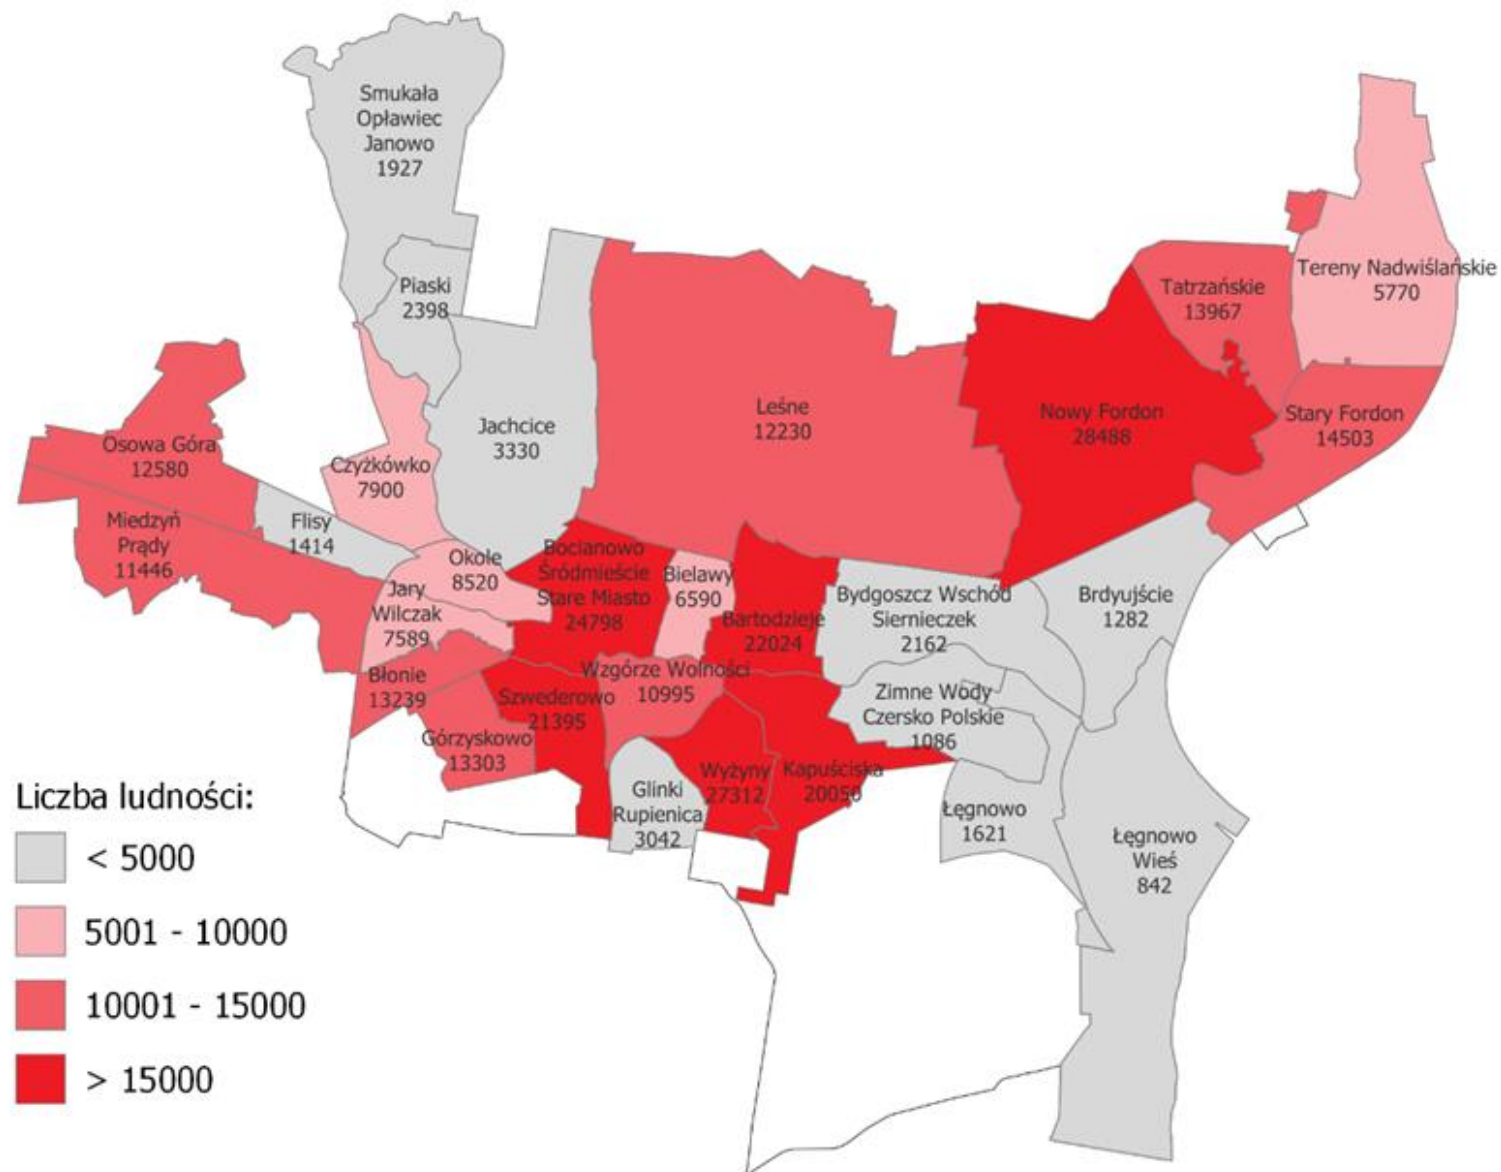 Smukała
Opławiec
Janowo
1927
Piaski
2398
Tereny Nadwiślańskie
5770
Tatrzańskie
13967
Leśne
12230
Nowy Fordon
28488
Stary Fordon
14503
Jachcice
3330
Osowa Góra
12580
Czyżkówko
7900
Miedzyń
Prądy
11446
Flisy
1414
Okole
8520
Bocianowo
Śródmieście
Stare Miasto
24798
Bielawy
6590
Jary
Wilczak
7589
Bartodzieje
22024
Bydgoszcz Wschód
Siernieczek
2162
Brdyujście
1282
Błonie
13239
Szwederowo
21395
Wzgórze Wolności
10995
Zimne Wody
Czersko Polskie
1086
Górzyskowo
13303
Glinki
Rupienica
3042
Wyżyny
27312
Kapuściska
20050
Łęgnowo
1621
Łęgnowo
Wieś
842
Liczba ludności:
< 5000
5001 - 10000
10001 - 15000
> 15000